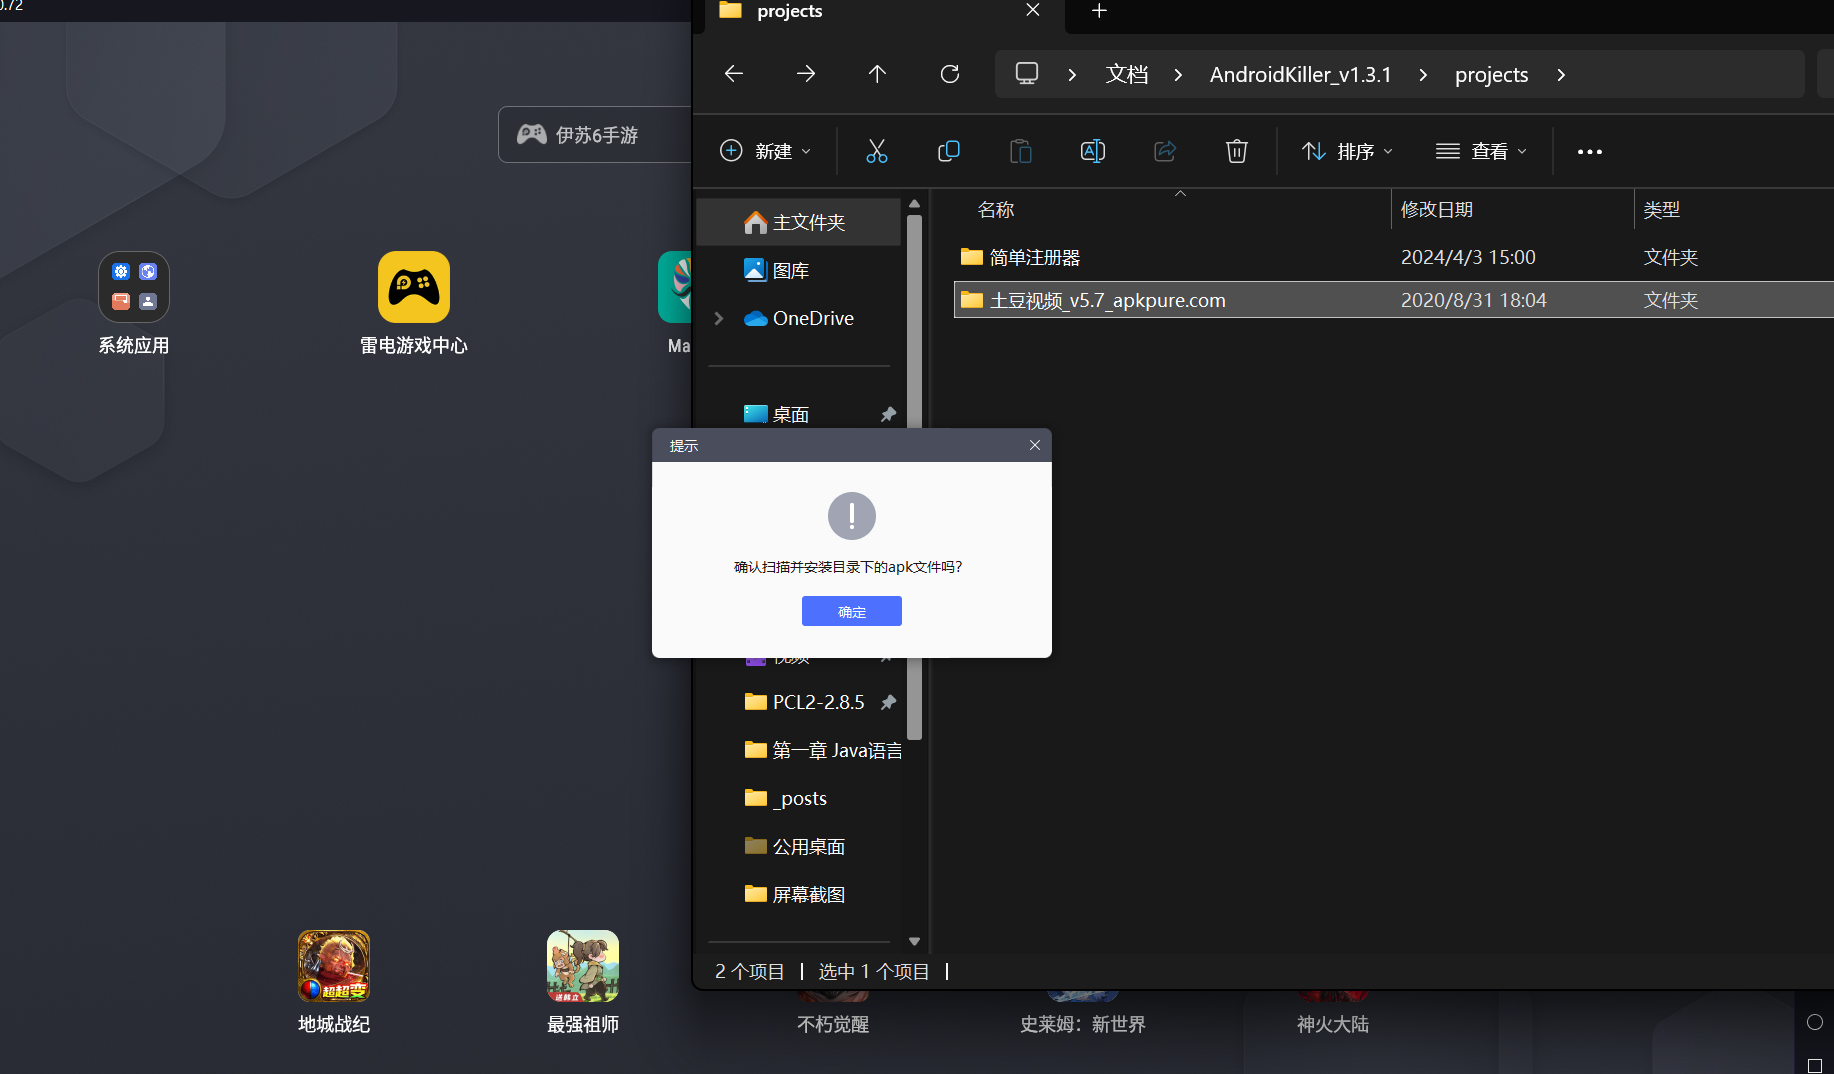 0.72
伊苏6手游
系统应用
雷电游戏中心
Ma
projects
文档
AndroidKiller_v1.3.1
projects
新建
排序
查看
主文件夹
图库
OneDrive
桌面
名称
修改日期
类型
简单注册器
2024/4/3 15:00
文件夹
土豆视频_v5.7_apkpure.com
2020/8/31 18:04
文件夹
提示
确认扫描并安装目录下的apk文件吗?
确定
视频
PCL2-2.8.5
第一章 Java语言
_posts
公用桌面
屏幕截图
2 个项目
选中 1 个项目
超超变
送韩立
地城战纪
最强祖师
不朽觉醒
史莱姆：新世界
神火大陆